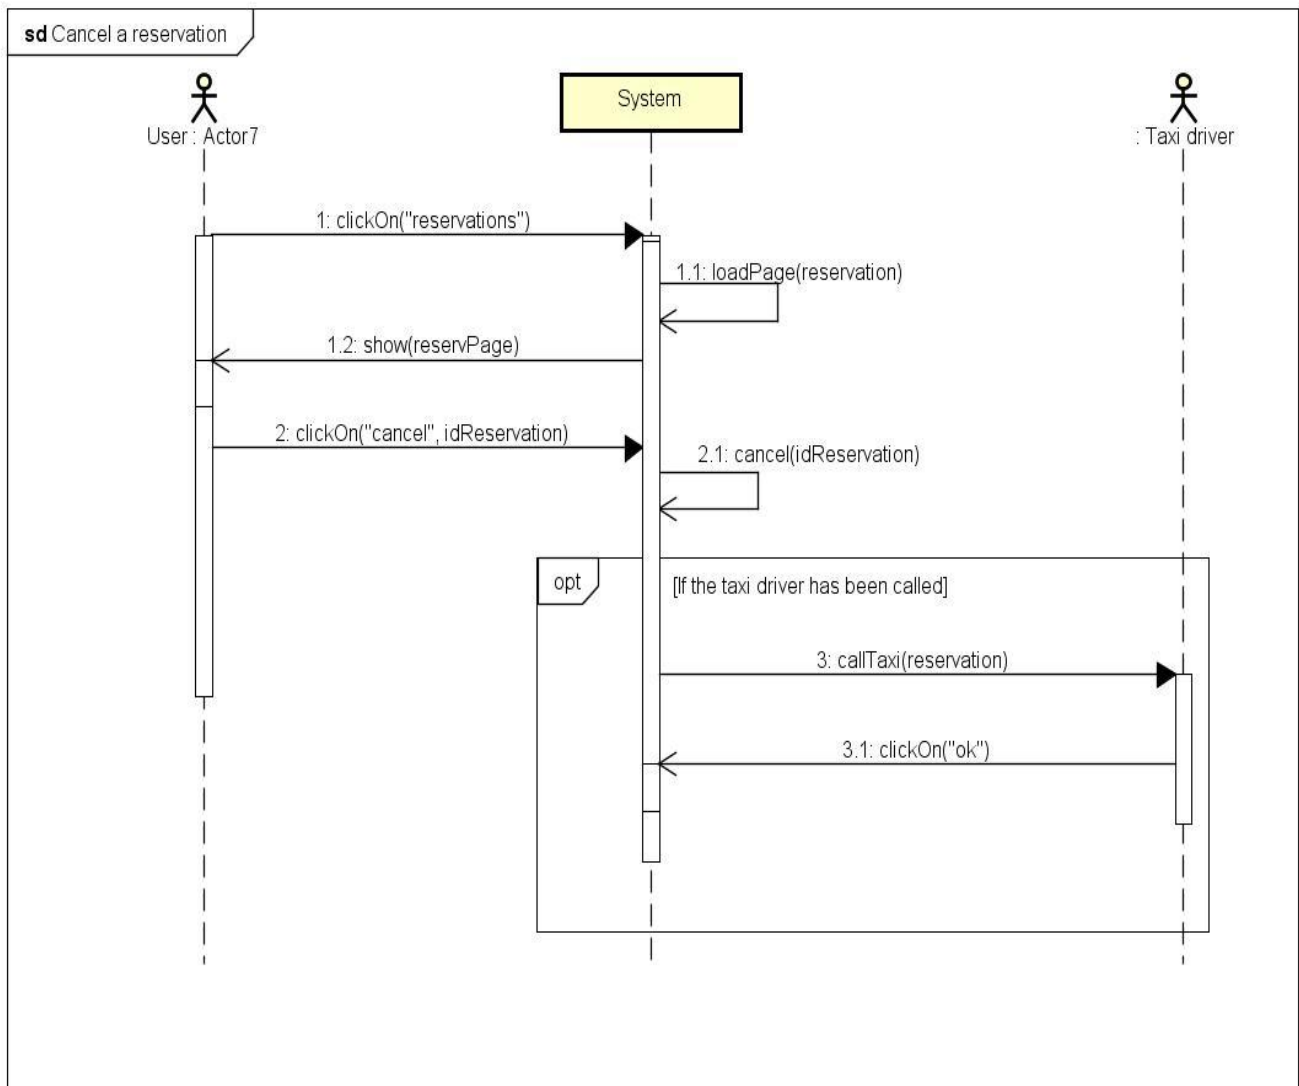 sd Cancel a reservation
User : Actor7
System
: Taxi driver
1: clickOn("reservations")
1.1: loadPage(reservation)
1.2: show(reservPage)
2: clickOn("cancel", idReservation)
2.1: cancel(idReservation)
opt
[If the taxi driver has been called]
3: callTaxi(reservation)
3.1: clickOn("ok")